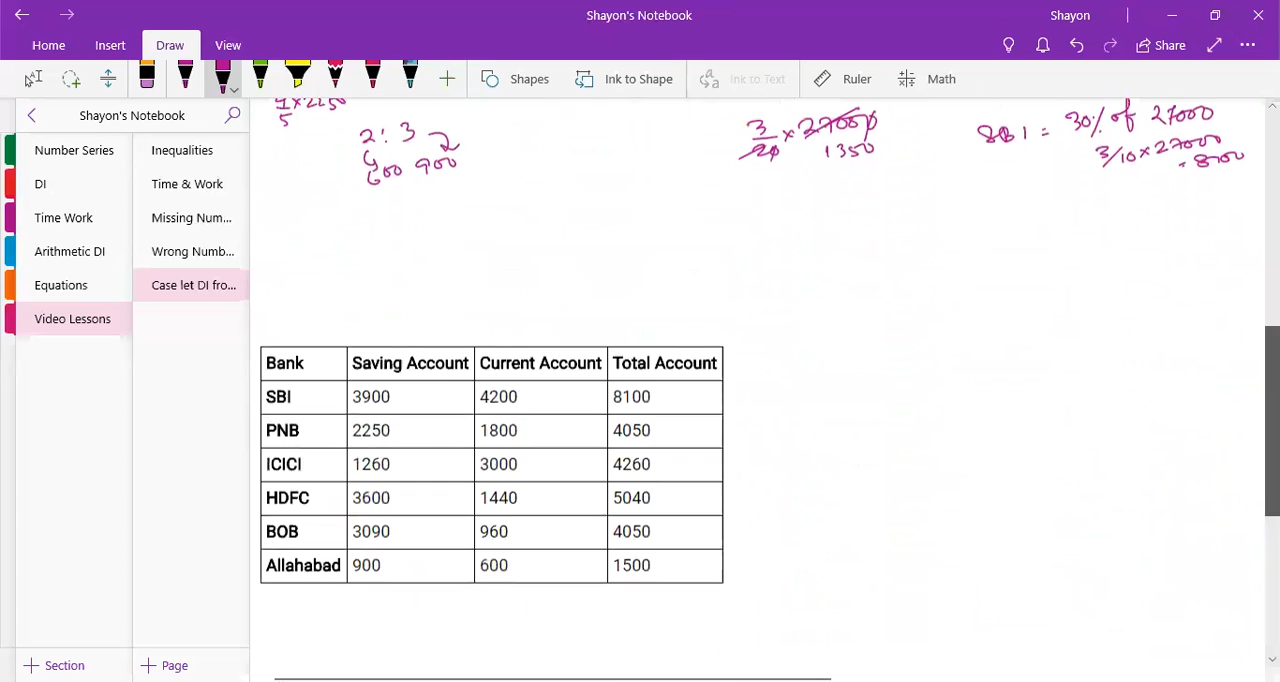 Shayon's Notebook
Shayon
Home Insert Draw View
Share
Shapes
Ink to Shape
Ink to Text
Ruler
Math
Shayon's Notebook
Number Series
DI
Time Work
Arithmetic DI
Equations
Video Lessons
Inequalities
Time & Work
Missing Num...
Wrong Numb...
Case let DI fro...
5
2 : 3
600 900
3/20 × 27000
1350
SBI = 30% of 27000
3/10 × 27000
= 8100
Bank Saving Account Current Account Total Account
SBI 3900 4200 8100
PNB 2250 1800 4050
ICICI 1260 3000 4260
HDFC 3600 1440 5040
BOB 3090 960 4050
Allahabad 900 600 1500
+ Section
+ Page